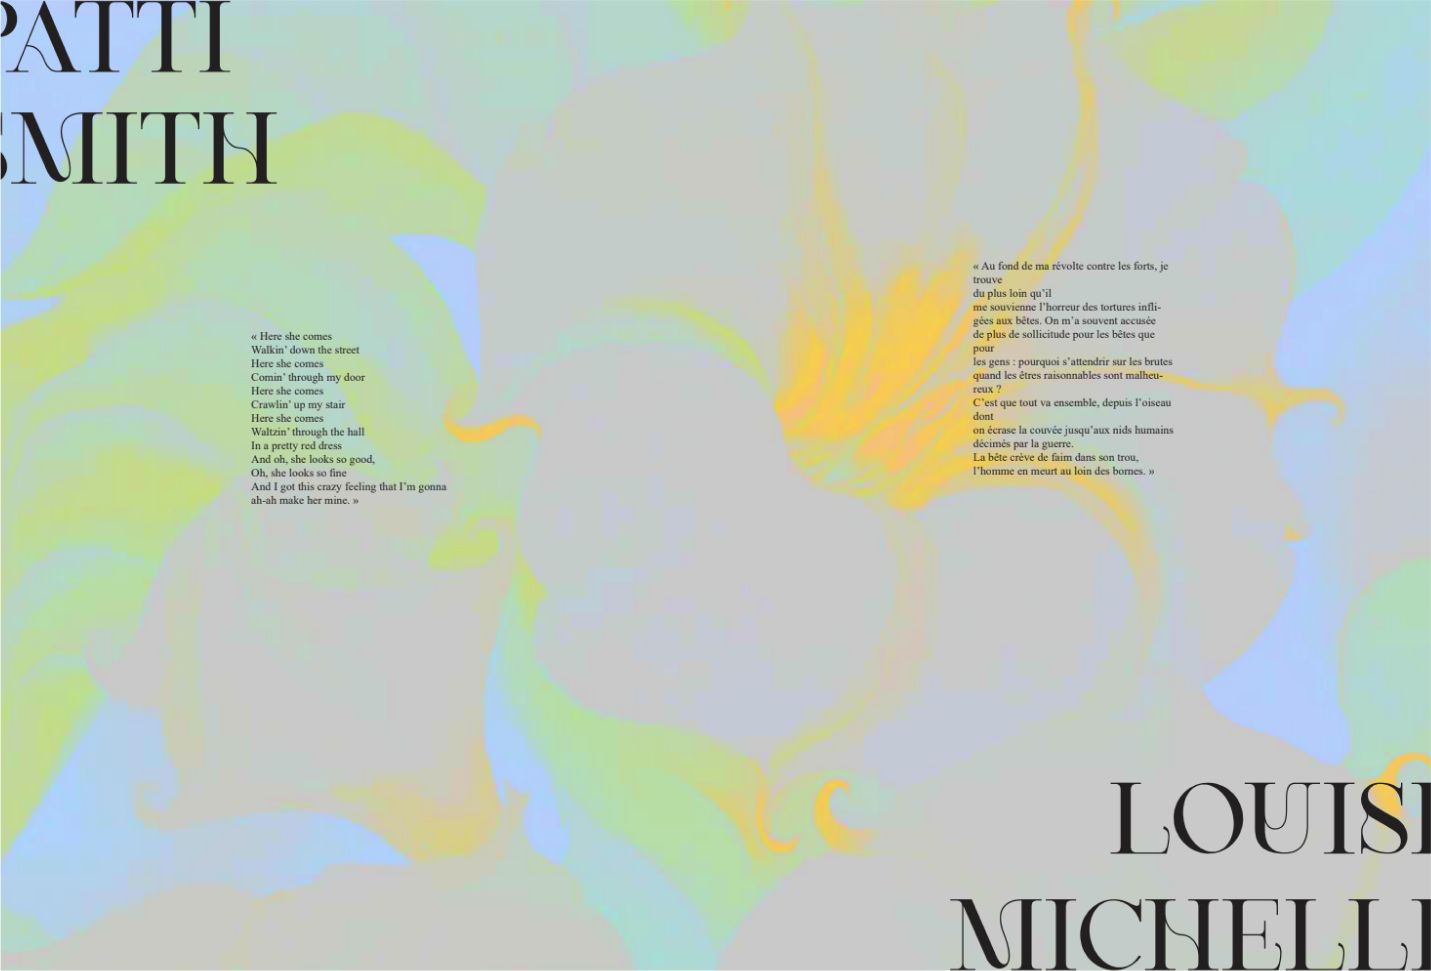 PATTI
SMITH
« Here she comes
Walkin’ down the street
Here she comes
Comin’ through my door
Here she comes
Crawlin’ up my stair
Here she comes
Waltzin’ through the hall
In a pretty red dress
And oh, she looks so good,
Oh, she looks so fine
And I got this crazy feeling that I’m gonna
ah-ah make her mine. »
« Au fond de ma révolte contre les forts, je
trouve
du plus loin qu’il
me souvienne l’horreur des tortures infli-
gées aux bêtes. On m’a souvent accusée
de plus de sollicitude pour les bêtes que
pour
les gens : pourquoi s’attendrir sur les brutes
quand les êtres raisonnables sont malheu-
reux ?
C’est que tout va ensemble, depuis l’oiseau
dont
on écrase la couvée jusqu’aux nids humains
décimés par la guerre.
La bête crève de faim dans son trou,
l’homme en meurt au loin des bornes. »
LOUISE
MICHELLE